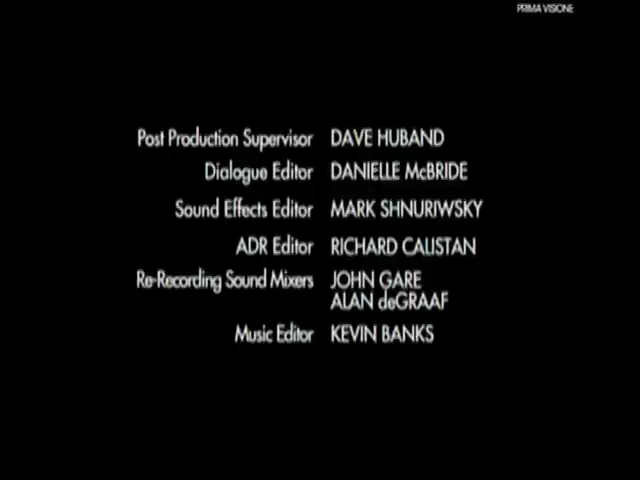 PRIMA VISIONE
Post Production Supervisor DAVE HUBAND
Dialogue Editor DANIELLE McBRIDE
Sound Effects Editor MARK SHNURIWSKY
ADR Editor RICHARD CALISTAN
Re-Recording Sound Mixers JOHN GARE
ALAN deGRAAF
Music Editor KEVIN BANKS